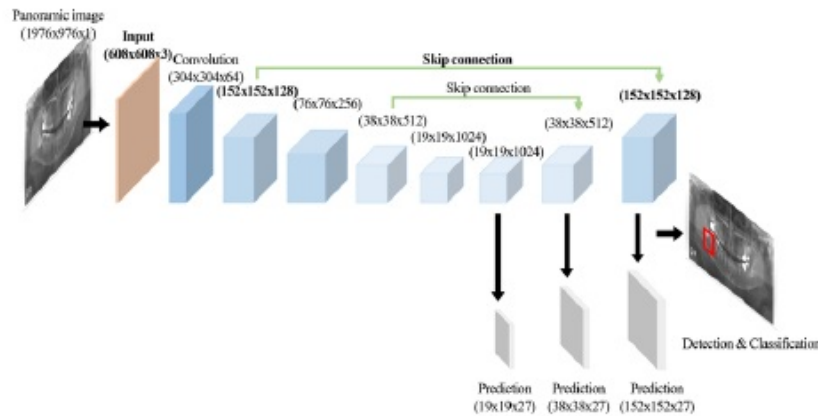 Panoramic image
(1976x976x1)
Input
(608x608x3)
Convolution
(304x304x64)
(152x152x128)
(76x76x256)
Skip connection
Skip connection
(38x38x512)
(19x19x1024)
(19x19x1024)
(38x38x512)
(152x152x128)
Detection & Classification
Prediction
(19x19x27)
Prediction
(38x38x27)
Prediction
(152x152x27)